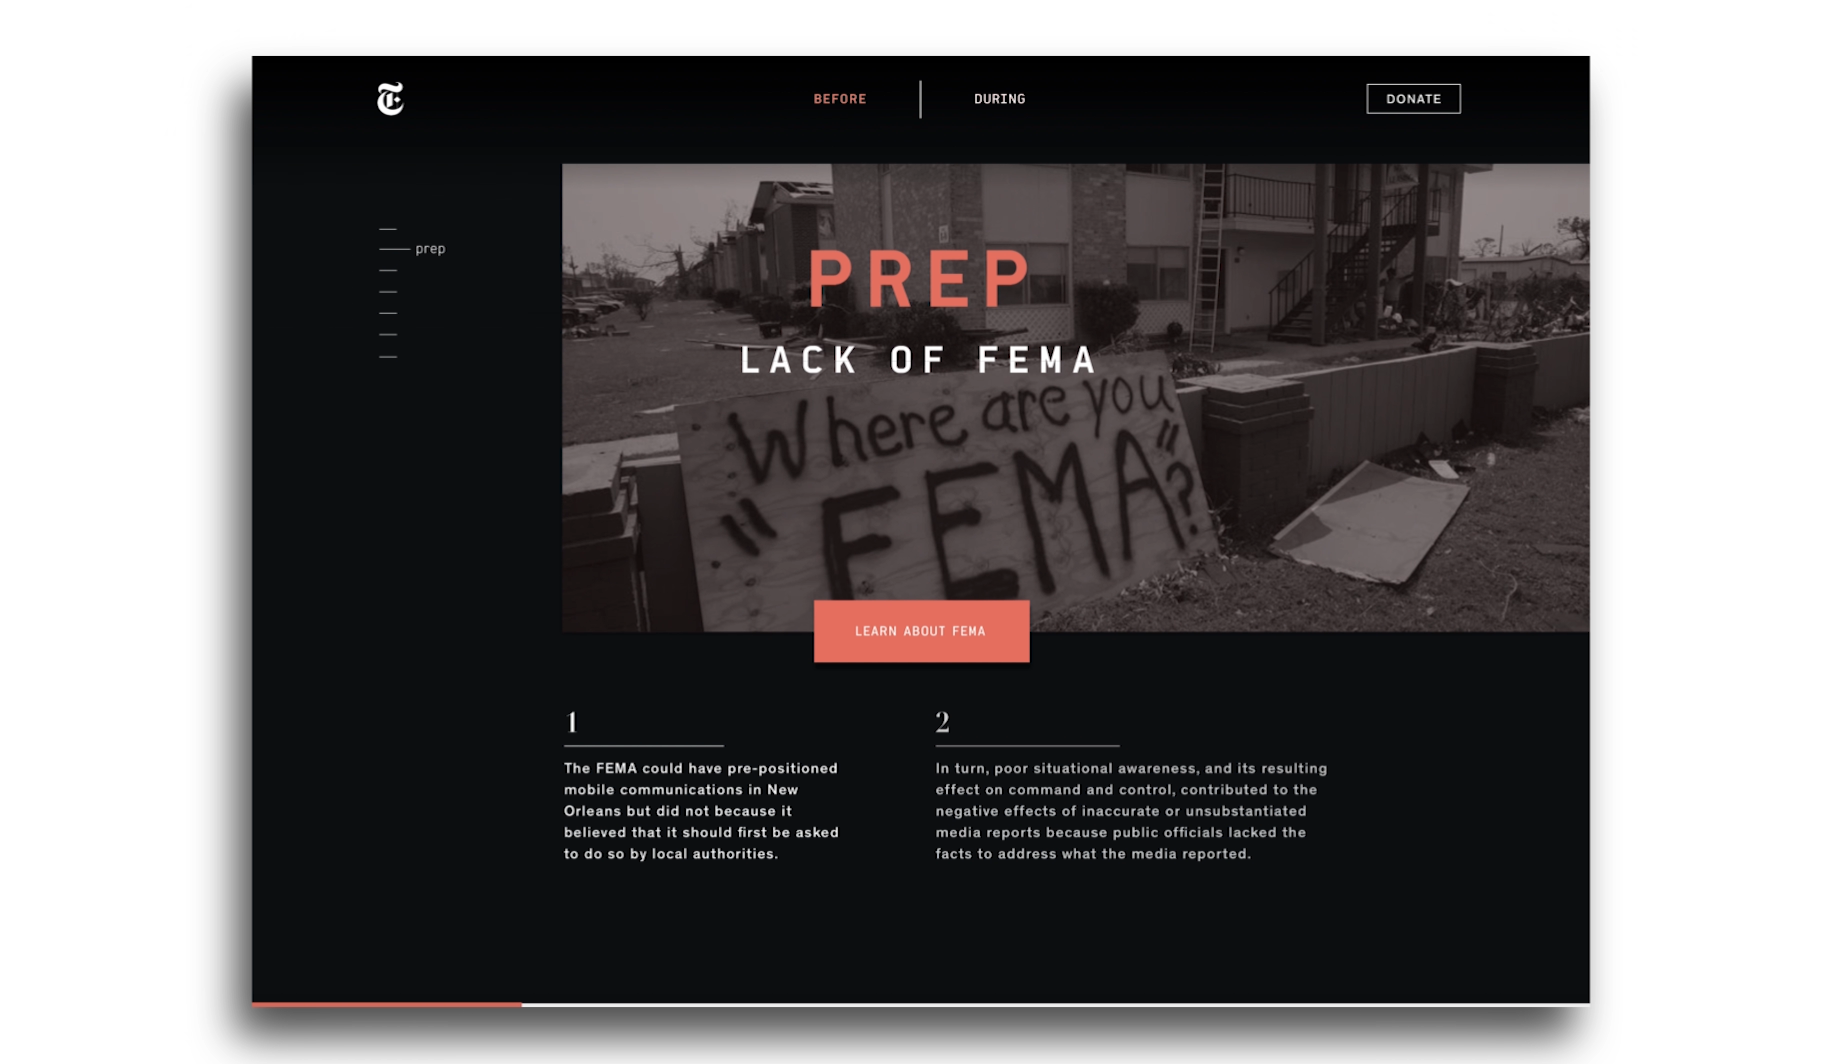 T
BEFORE
DURING
DONATE
prep
PREP
LACK OF FEMA
Where are you
"FEMA"?
LEARN ABOUT FEMA
1
The FEMA could have pre-positioned
mobile communications in New
Orleans but did not because it
believed that it should first be asked
to do so by local authorities.
2
In turn, poor situational awareness, and its resulting
effect on command and control, contributed to the
negative effects of inaccurate or unsubstantiated
media reports because public officials lacked the
facts to address what the media reported.